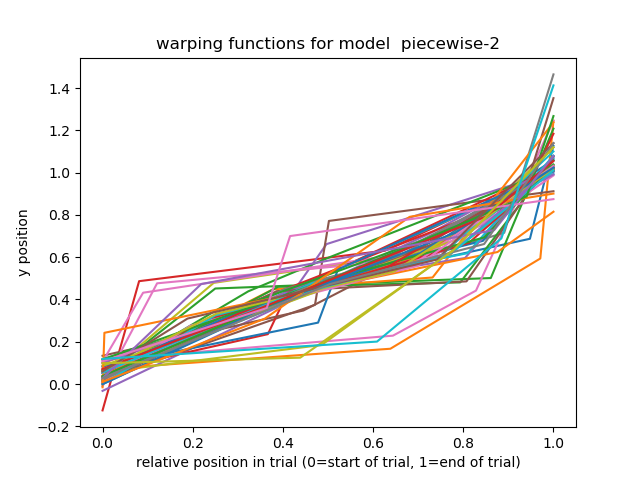 warping functions for model  piecewise-2
y position
1.4
1.2
1.0
0.8
0.6
0.4
0.2
0.0
−0.2
0.0 0.2 0.4 0.6 0.8 1.0
relative position in trial (0=start of trial, 1=end of trial)